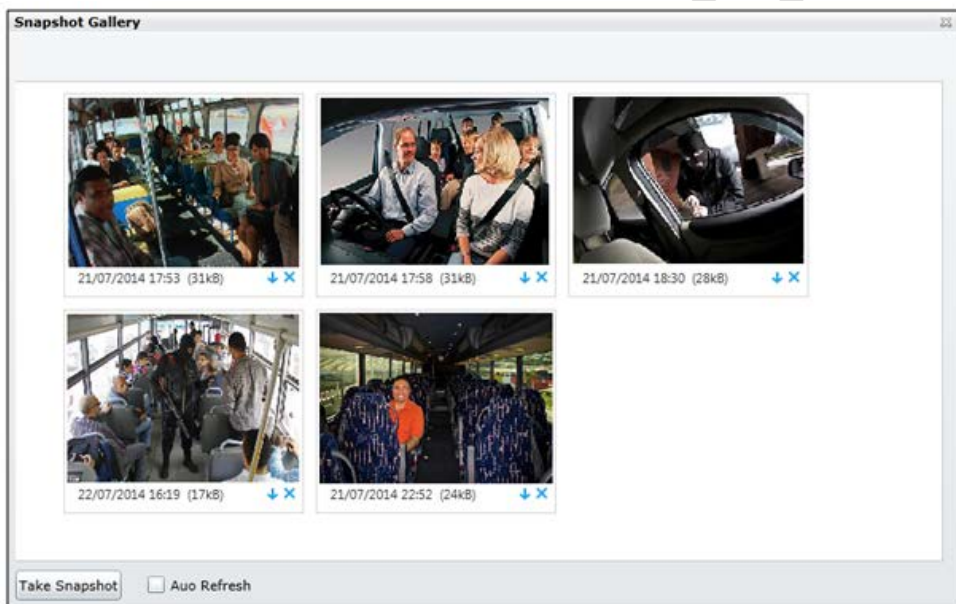 Snapshot Gallery
21/07/2014 17:53 (31kB)
21/07/2014 17:58 (31kB)
21/07/2014 18:30 (28kB)
22/07/2014 16:19 (17kB)
21/07/2014 22:52 (24kB)
Take Snapshot
Auo Refresh